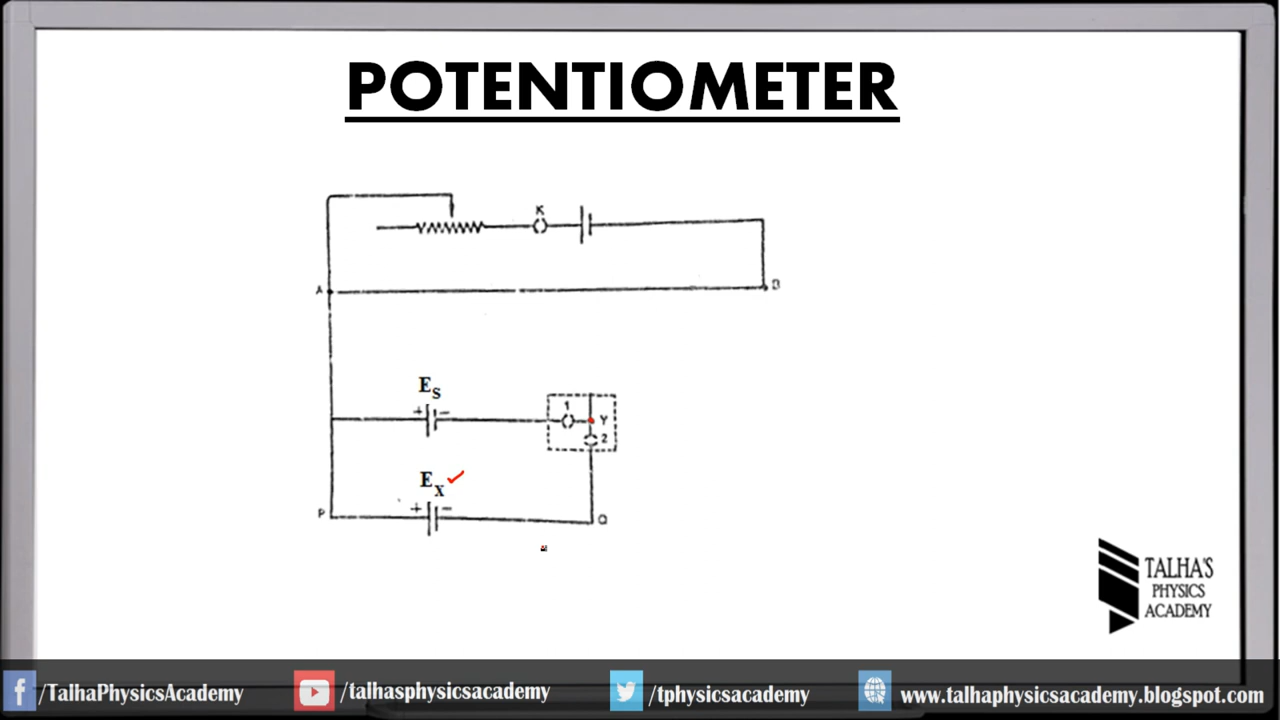 POTENTIOMETER
K
A
B
E_S
+ −
1
Y
2
E_X
+ −
P
Q
TALHA'S
PHYSICS
ACADEMY
/TalhaPhysicsAcademy
/talhasphysicsacademy
/tphysicsacademy
www.talhaphysicsacademy.blogspot.com